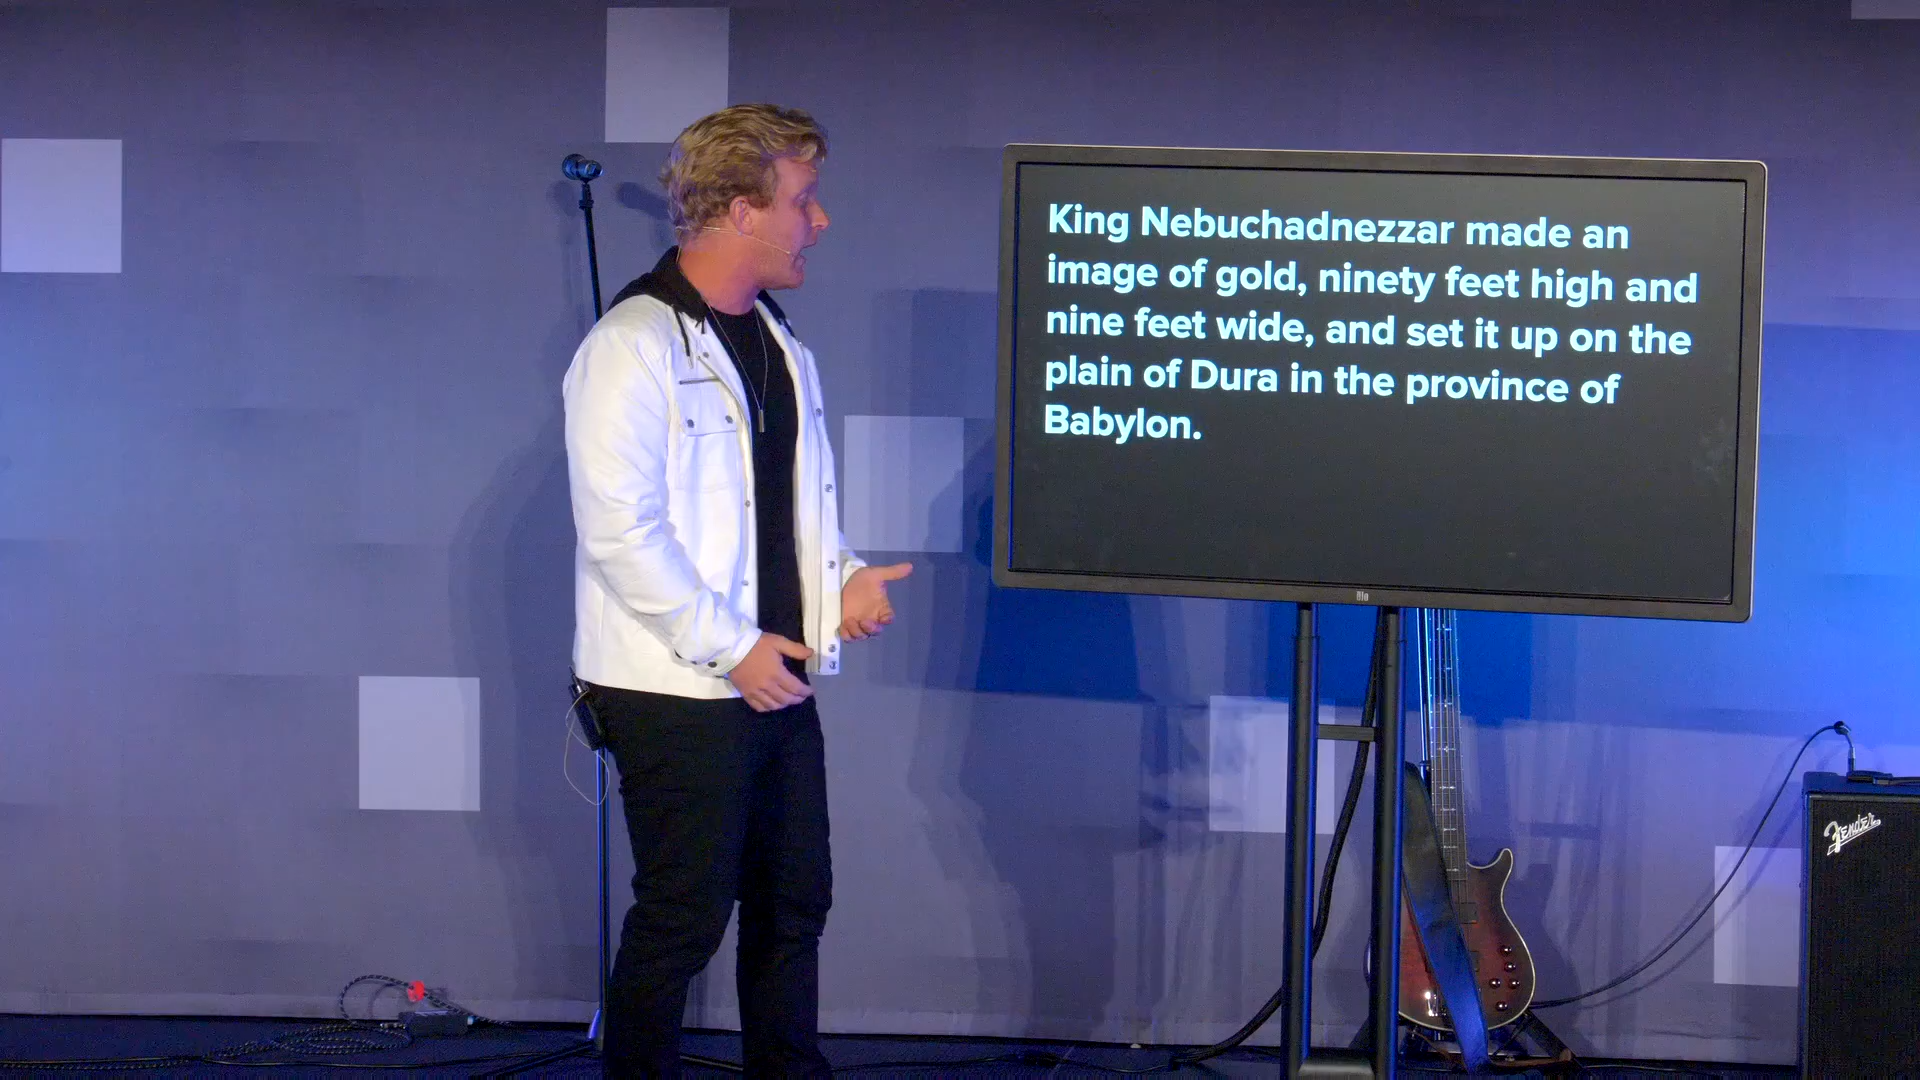 King Nebuchadnezzar made an
image of gold, ninety feet high and
nine feet wide, and set it up on the
plain of Dura in the province of
Babylon.
elo
Fender